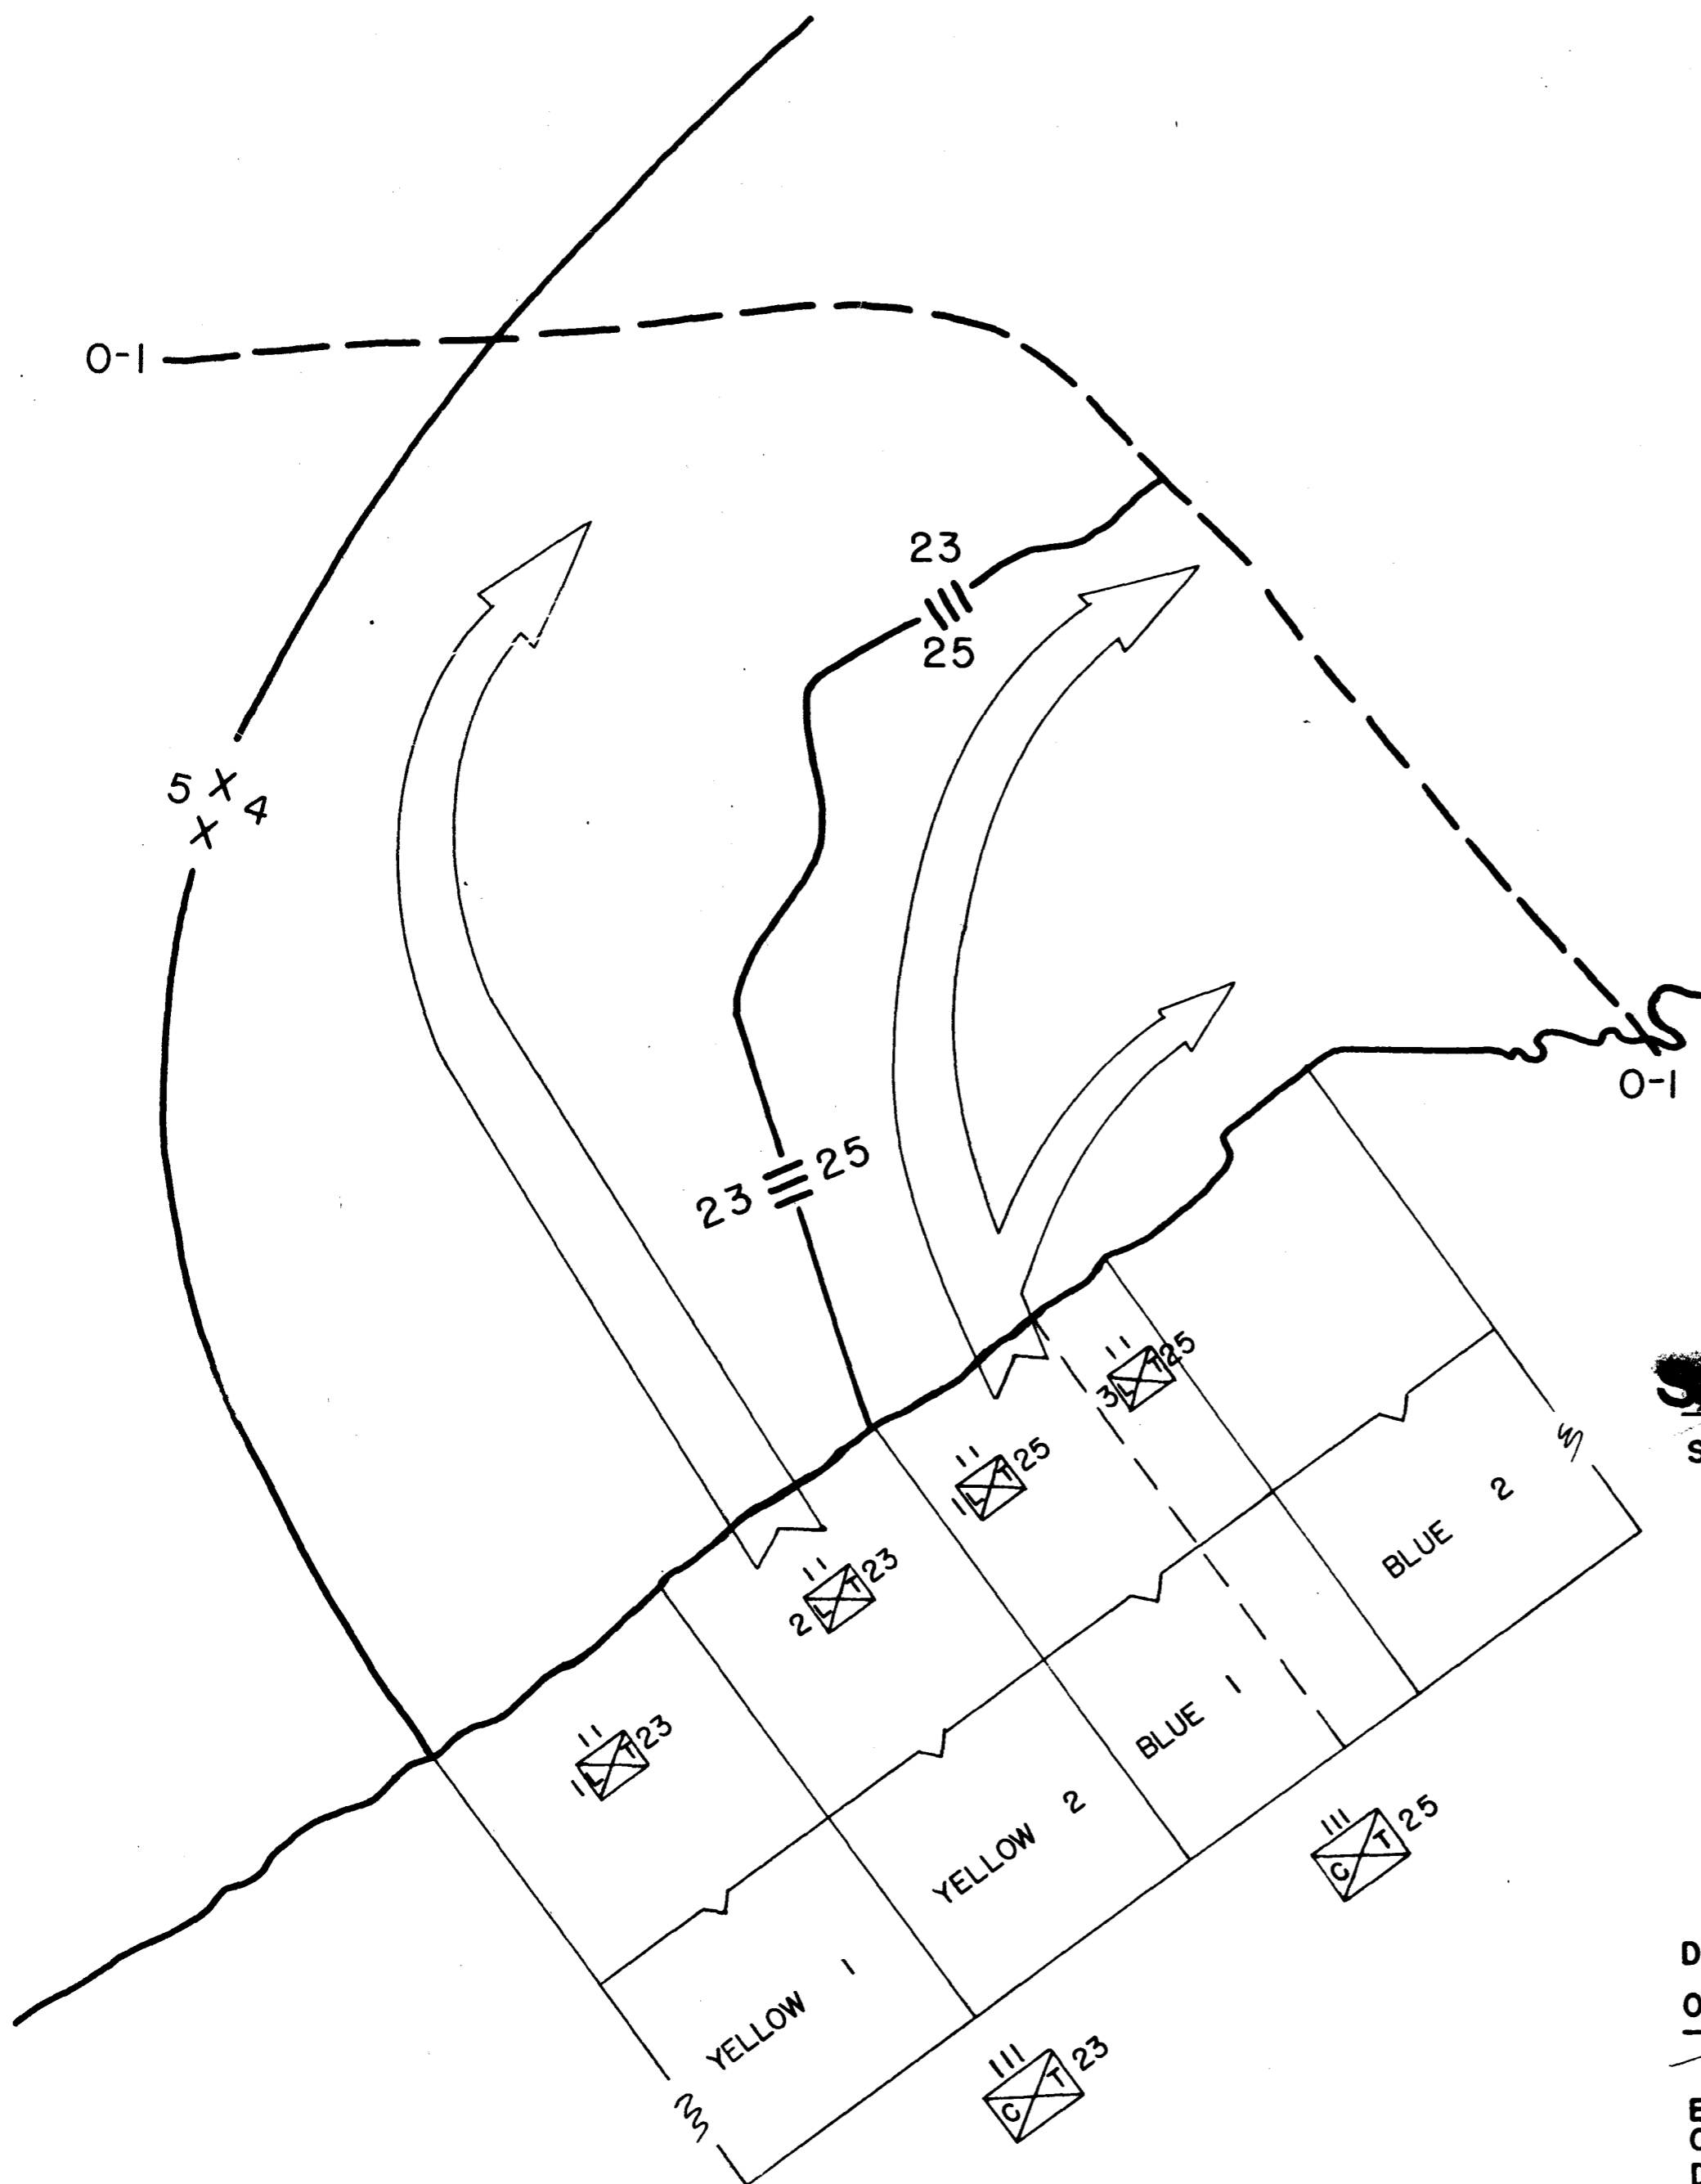 O-1
23
25
5 X 4
X
O-1
23
25
3 L T 25
1 L T 25
2 L T 23
1 L T 23
BLUE 2
BLUE 1
YELLOW 2
YELLOW 1
C T 25
C T 23
S
D
O
E